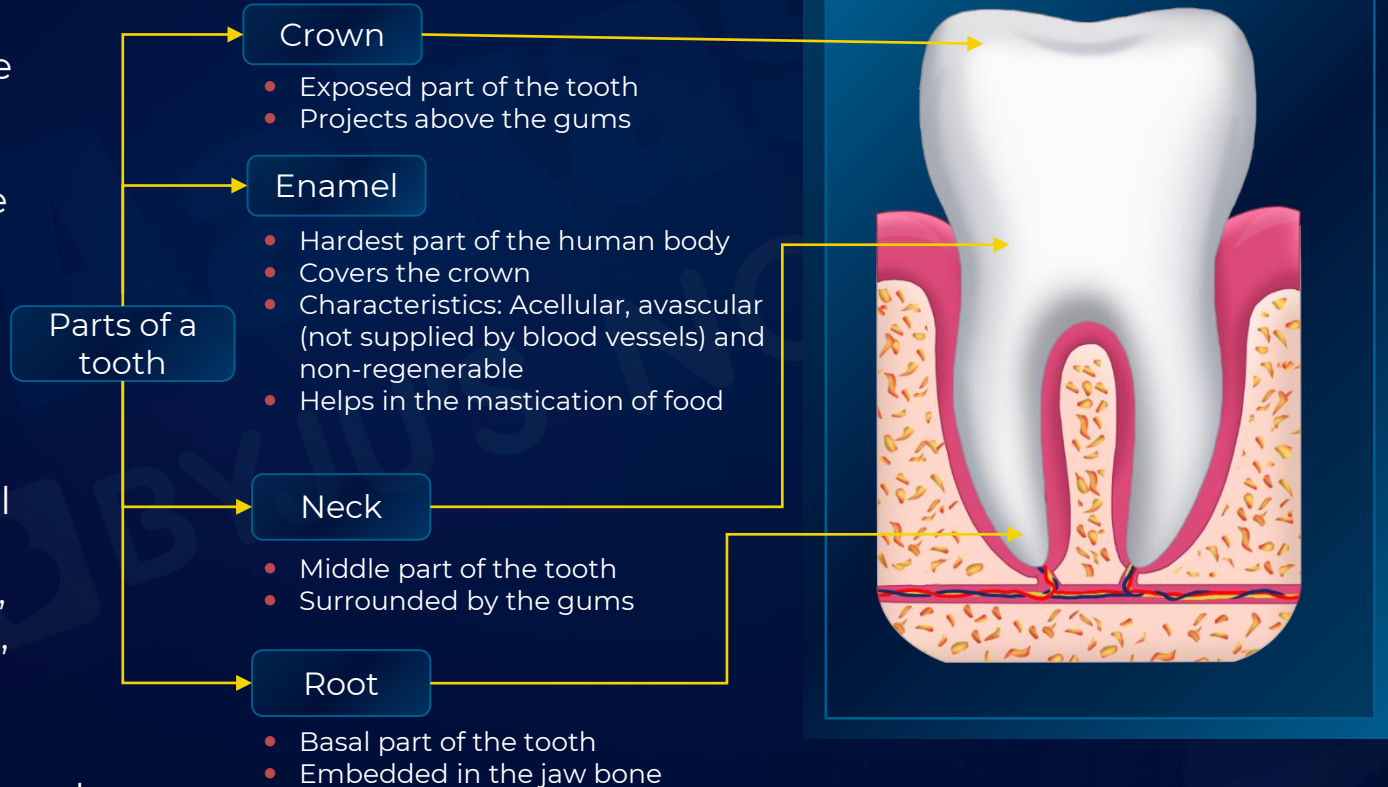 Crown
Exposed part of the tooth
Projects above the gums
Enamel
Hardest part of the human body
Covers the crown
Characteristics: Acellular, avascular
(not supplied by blood vessels) and
non-regenerable
Helps in the mastication of food
Parts of a
tooth
Neck
Middle part of the tooth
Surrounded by the gums
Root
Basal part of the tooth
Embedded in the jaw bone
BYJU'S